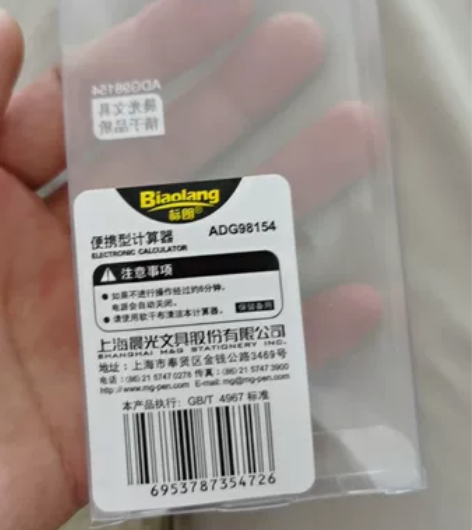 ADG98154
晨光文具
精于品质
Biaolang
标朗®
便携型计算器 ADG98154
ELECTRONIC CALCULATOR
注意事项
● 如果不进行操作经过约6分钟,
电源会自动关闭。
● 请使用软干布清洁本计算器。 保留备用
上海晨光文具股份有限公司
SHANGHAI M&G STATIONERY INC.
地址：上海市奉贤区金钱公路3469号
电话：(86) 21 5747 0278 传真：(86) 21 5747 3900
http://www.mg-pen.com E-mail: mg@mg-pen.com
本产品执行：GB/T 4967 标准
6953787354726